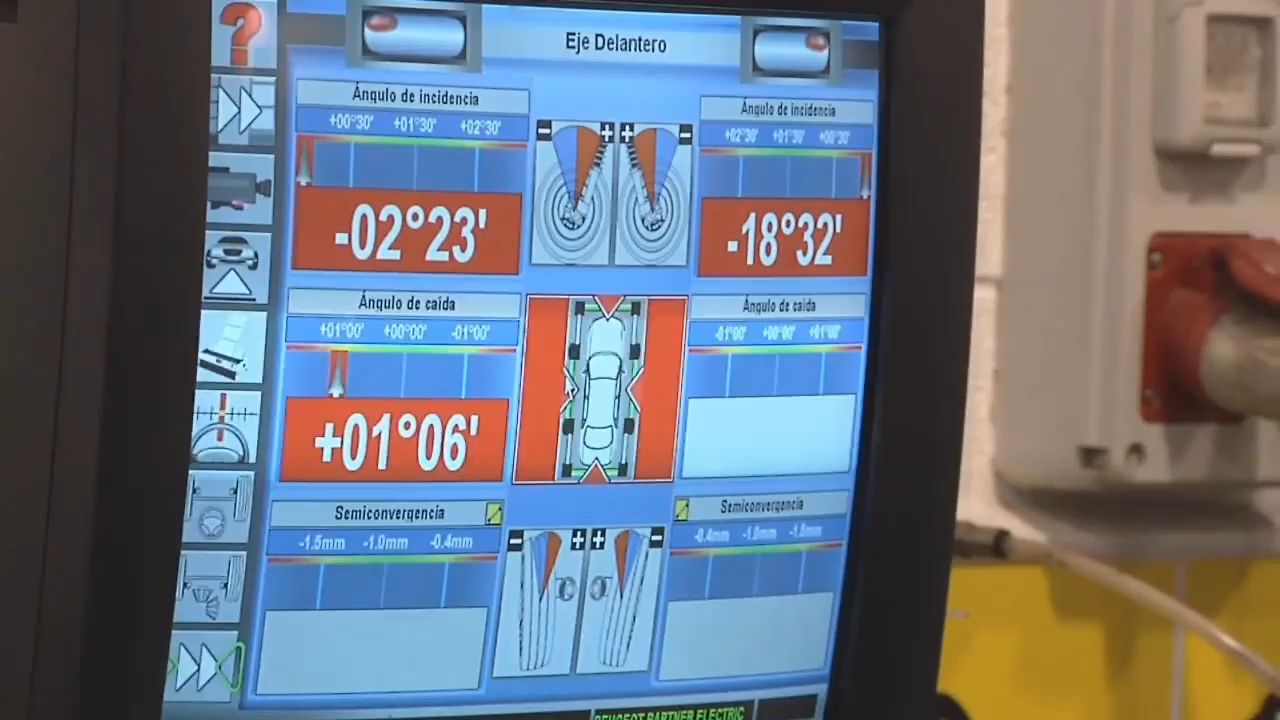 Eje Delantero
Ángulo de incidencia
+00°30' +01°30' +02°30'
-02°23'
Ángulo de incidencia
+02°30' +01°30' +00°30'
-18°32'
Ángulo de caída
+01°00' +00°00' -01°00'
+01°06'
Ángulo de caída
-01°00' +00°00' +01°00'
Semiconvergencia
-1.5mm -1.0mm -0.4mm
Semiconvergencia
-0.4mm -1.0mm -1.5mm
PEUGEOT PARTNER ELECTRIC